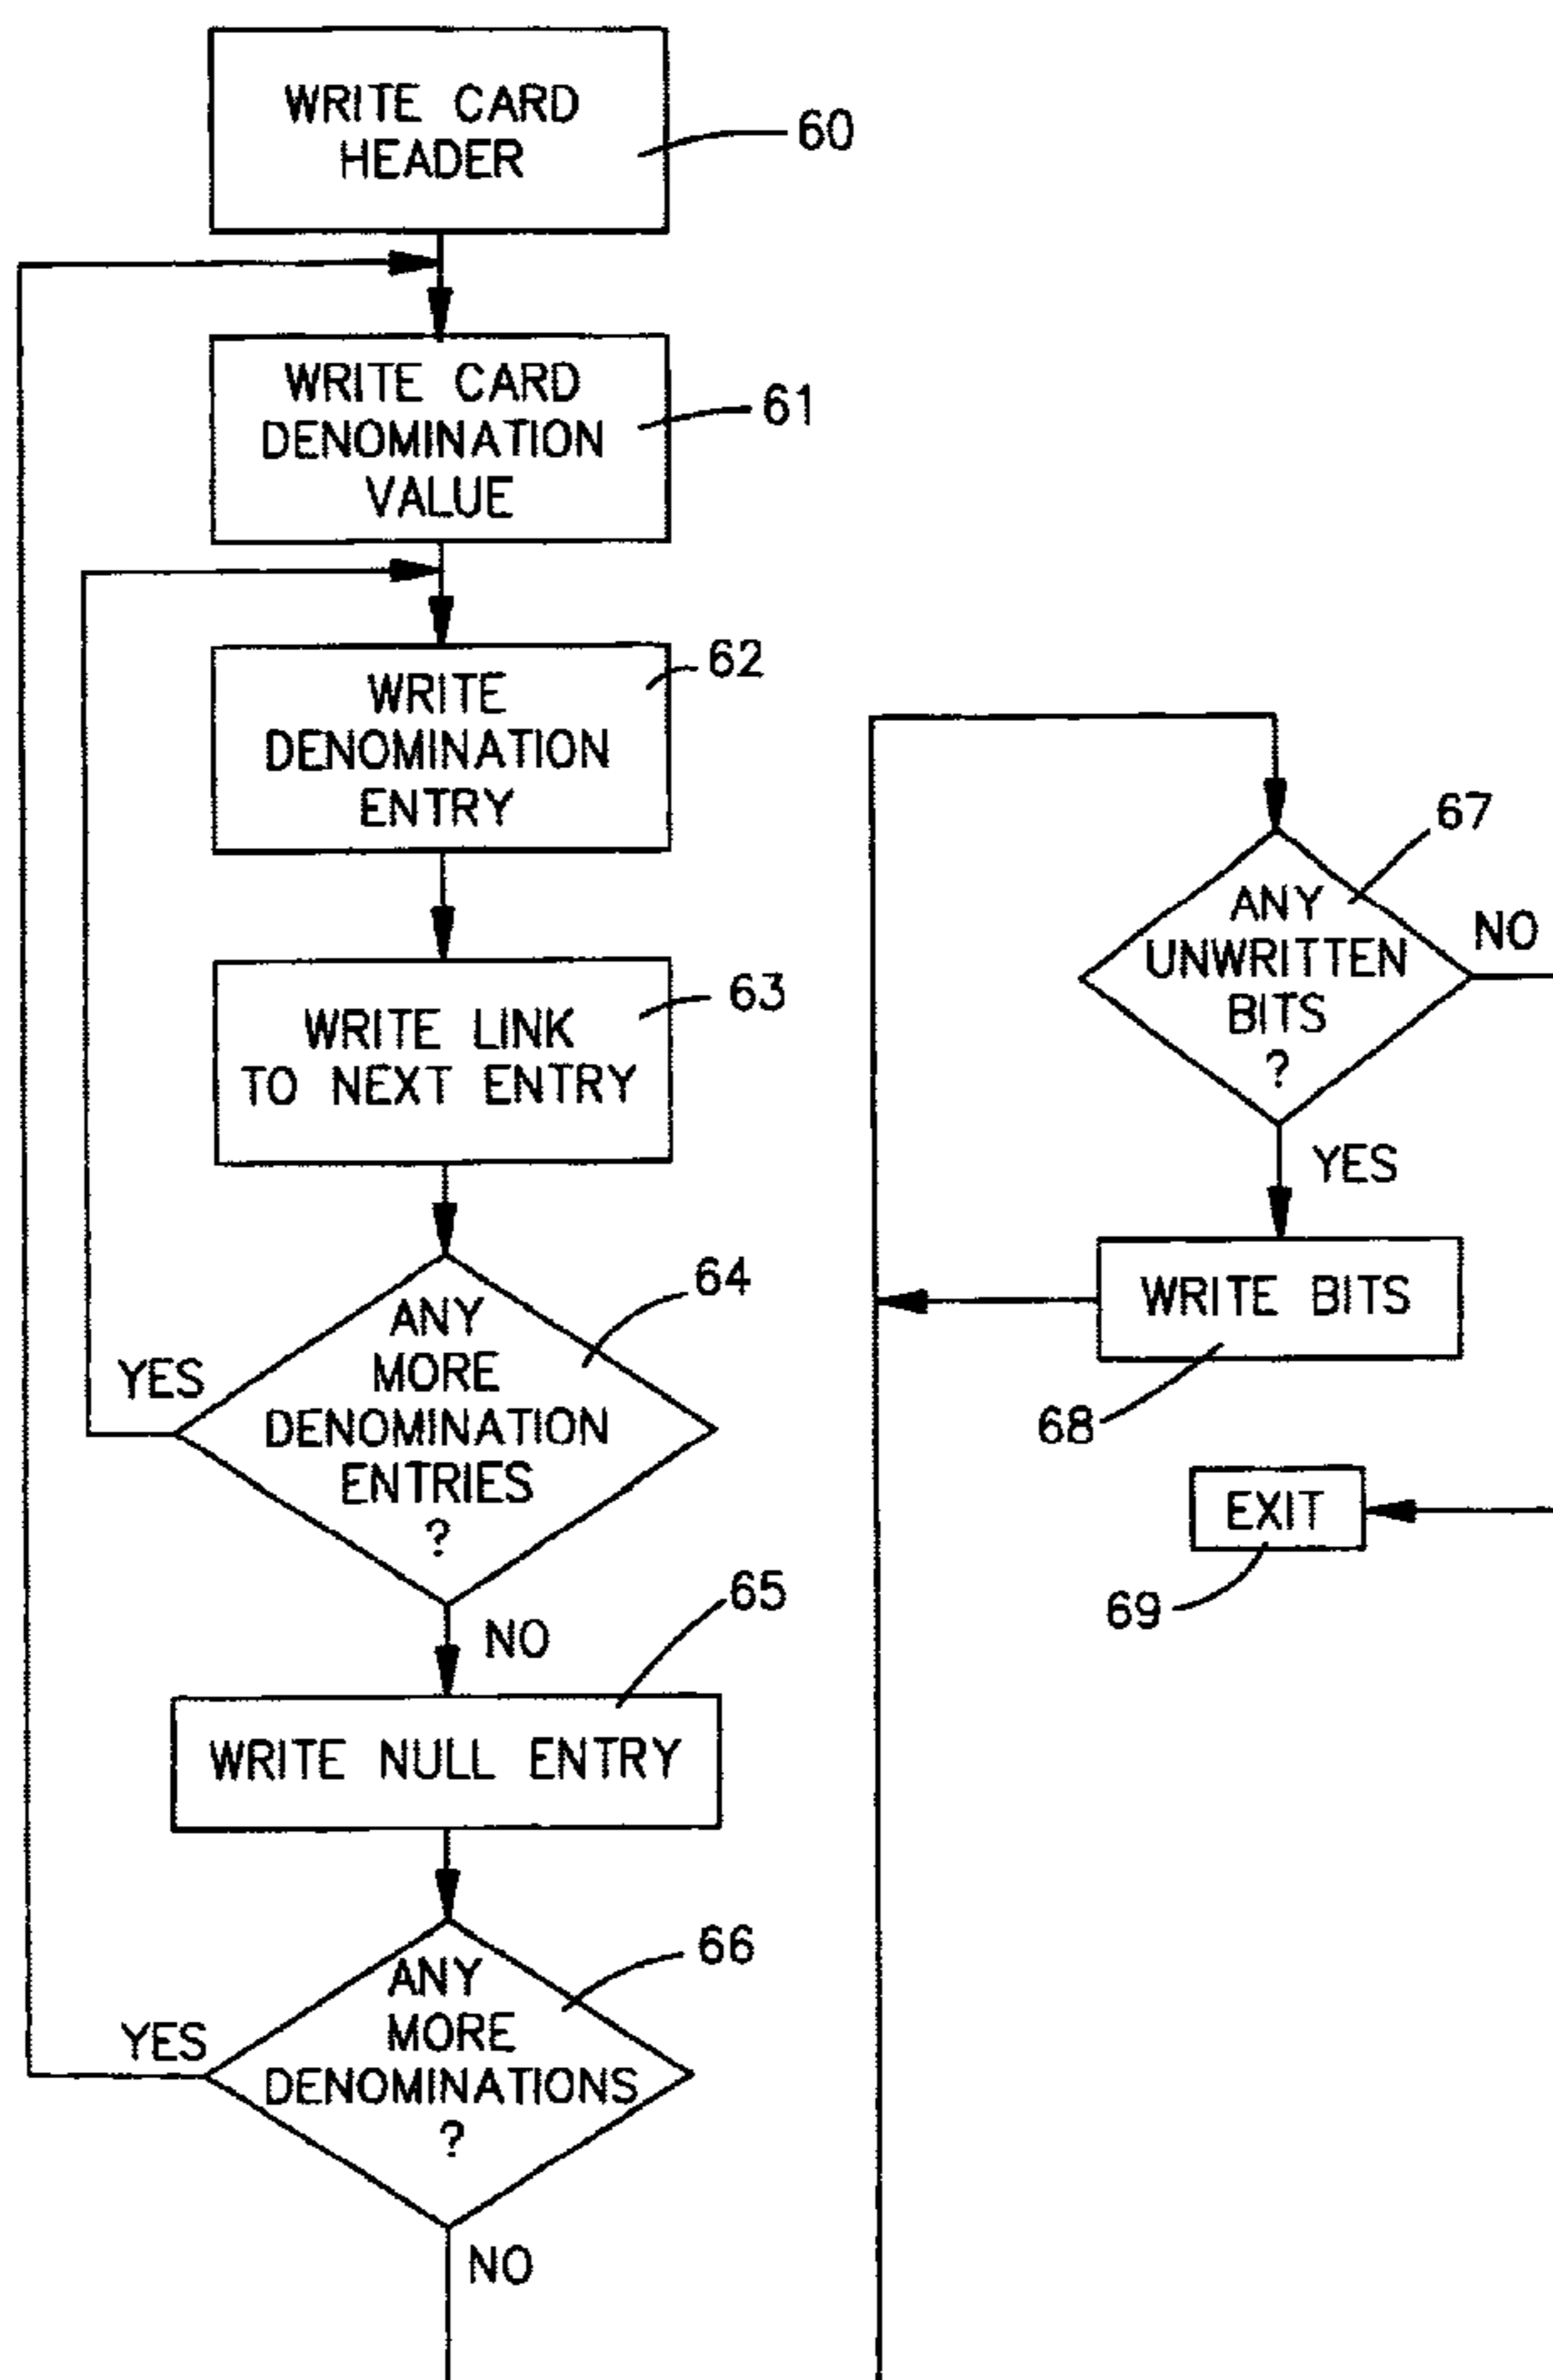 WRITE CARD
HEADER
60
WRITE CARD
DENOMINATION
VALUE
61
WRITE
DENOMINATION
ENTRY
62
WRITE LINK
TO NEXT ENTRY
63
ANY
MORE
DENOMINATION
ENTRIES
?
64
YES
NO
65
WRITE NULL ENTRY
ANY
MORE
DENOMINATIONS
?
66
YES
NO
ANY
UNWRITTEN
BITS
?
67
NO
YES
WRITE BITS
68
EXIT
69